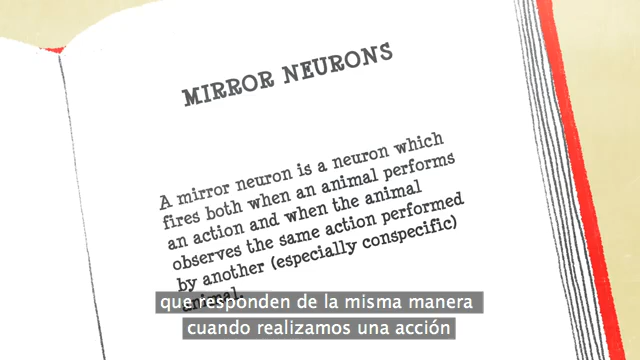 MIRROR NEURONS
A mirror neuron is a neuron which
fires both when an animal performs
an action and when the animal
observes the same action performed
by another (especially conspecific)
animal.
que responden de la misma manera
cuando realizamos una acción